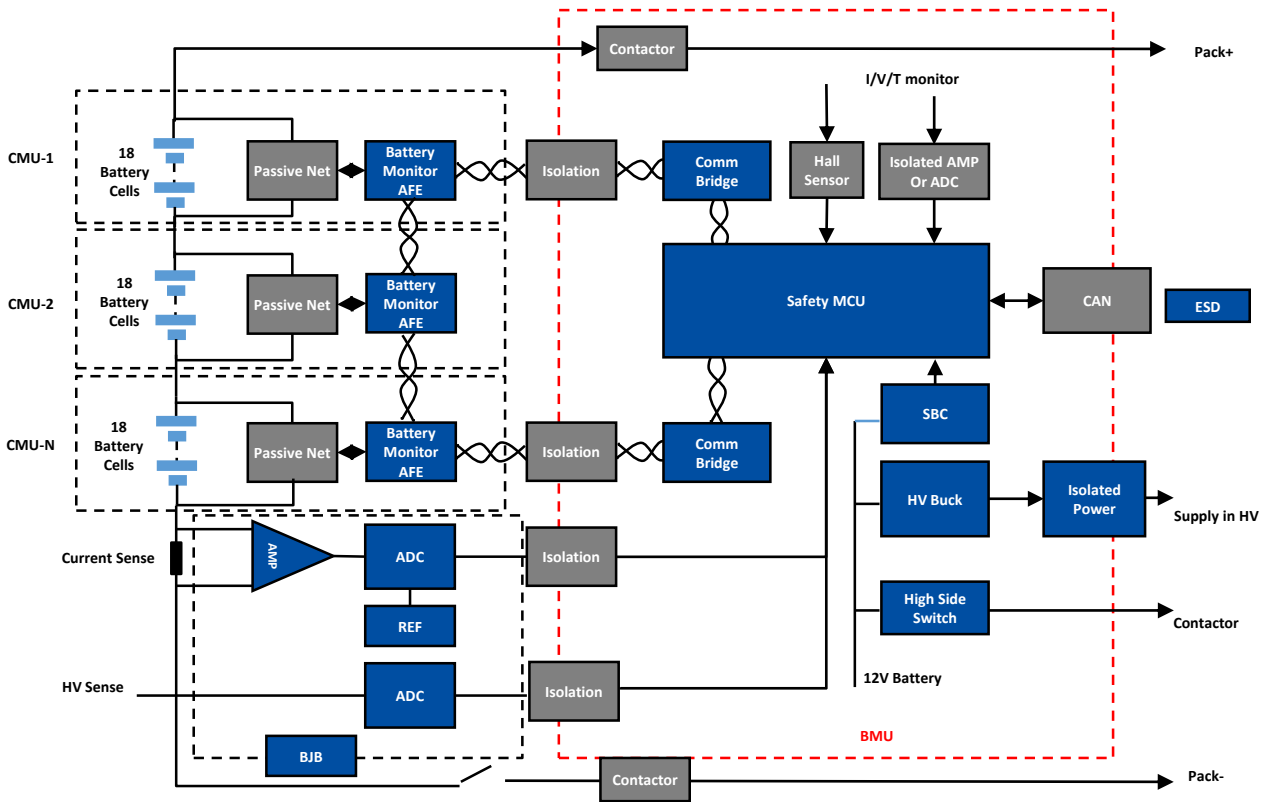 Contactor
Pack+
I/V/T monitor
CMU-1
18
Battery
Cells
Passive Net
Battery
Monitor
AFE
Isolation
Comm
Bridge
Hall
Sensor
Isolated AMP
Or ADC
CMU-2
18
Battery
Cells
Passive Net
Battery
Monitor
AFE
Safety MCU
CAN
ESD
CMU-N
18
Battery
Cells
Passive Net
Battery
Monitor
AFE
Isolation
Comm
Bridge
SBC
HV Buck
Isolated
Power
Supply in HV
Current Sense
AMP
ADC
Isolation
REF
High Side
Switch
Contactor
HV Sense
ADC
Isolation
12V Battery
BMU
BJB
Contactor
Pack-